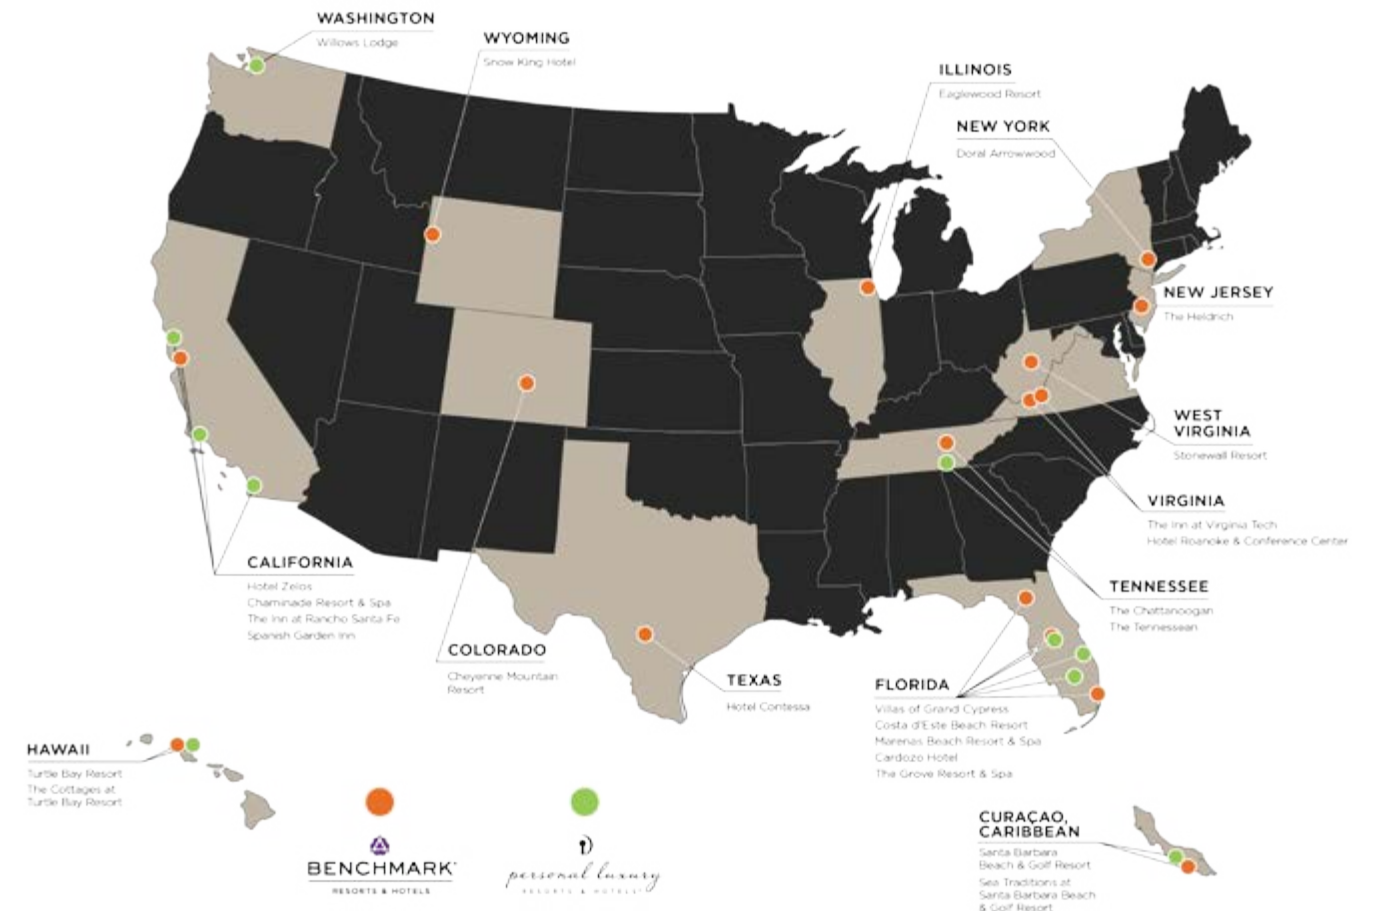 WASHINGTON
Willows Lodge
WYOMING
Snow King Hotel
ILLINOIS
Eaglewood Resort
NEW YORK
Doral Arrowwood
NEW JERSEY
The Heldrich
WEST
VIRGINIA
Stonewall Resort
VIRGINIA
The Inn at Virginia Tech
Hotel Roanoke & Conference Center
TENNESSEE
The Chattanoogan
The Tennessean
CALIFORNIA
Hotel Zelos
Chaminade Resort & Spa
The Inn at Rancho Santa Fe
Spanish Garden Inn
COLORADO
Cheyenne Mountain
Resort
TEXAS
Hotel Contessa
FLORIDA
Villas of Grand Cypress
Costa d'Este Beach Resort
Marenas Beach Resort & Spa
Cardozo Hotel
The Grove Resort & Spa
HAWAII
Turtle Bay Resort
The Cottages at
Turtle Bay Resort
BENCHMARK
RESORTS & HOTELS
personal luxury
RESORTS & HOTELS
CURAÇAO,
CARIBBEAN
Santa Barbara
Beach & Golf Resort
Sea Traditions at
Santa Barbara Beach
& Golf Resort